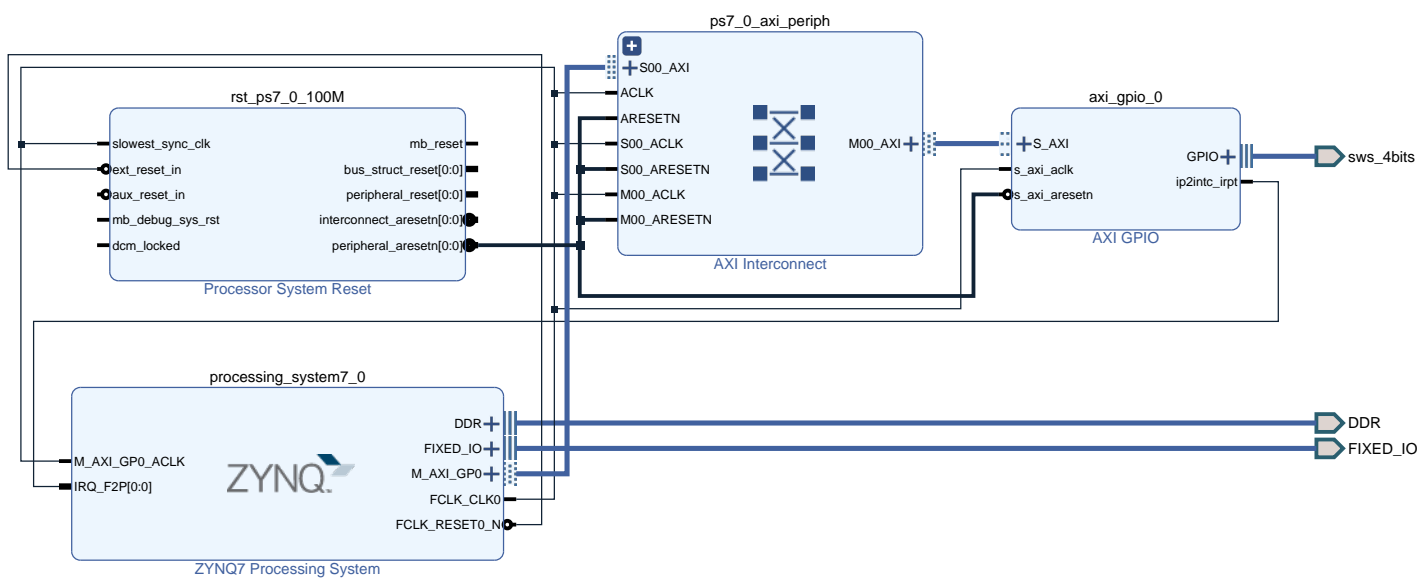 ps7_0_axi_periph
S00_AXI
ACLK
ARESETN
S00_ACLK
S00_ARESETN
M00_ACLK
M00_ARESETN
M00_AXI
AXI Interconnect
rst_ps7_0_100M
slowest_sync_clk
ext_reset_in
aux_reset_in
mb_debug_sys_rst
dcm_locked
mb_reset
bus_struct_reset[0:0]
peripheral_reset[0:0]
interconnect_aresetn[0:0]
peripheral_aresetn[0:0]
Processor System Reset
axi_gpio_0
S_AXI
s_axi_aclk
s_axi_aresetn
GPIO
ip2intc_irpt
AXI GPIO
sws_4bits
processing_system7_0
M_AXI_GP0_ACLK
IRQ_F2P[0:0]
ZYNQ
DDR
FIXED_IO
M_AXI_GP0
FCLK_CLK0
FCLK_RESET0_N
ZYNQ7 Processing System
DDR
FIXED_IO